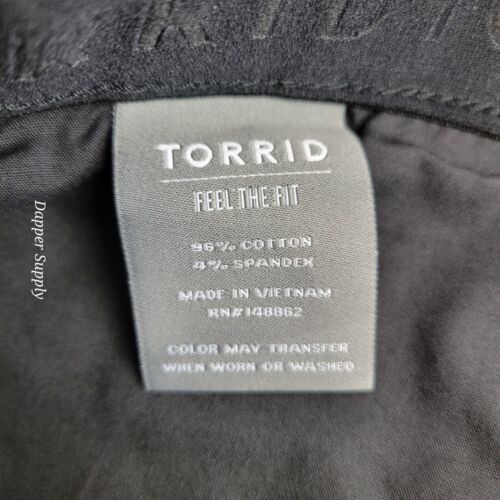 TORRID
FEEL THE FIT
96% COTTON
4% SPANDEX
MADE IN VIETNAM
RN# 148862
COLOR MAY TRANSFER
WHEN WORN OR WASHED
Dapper Supply